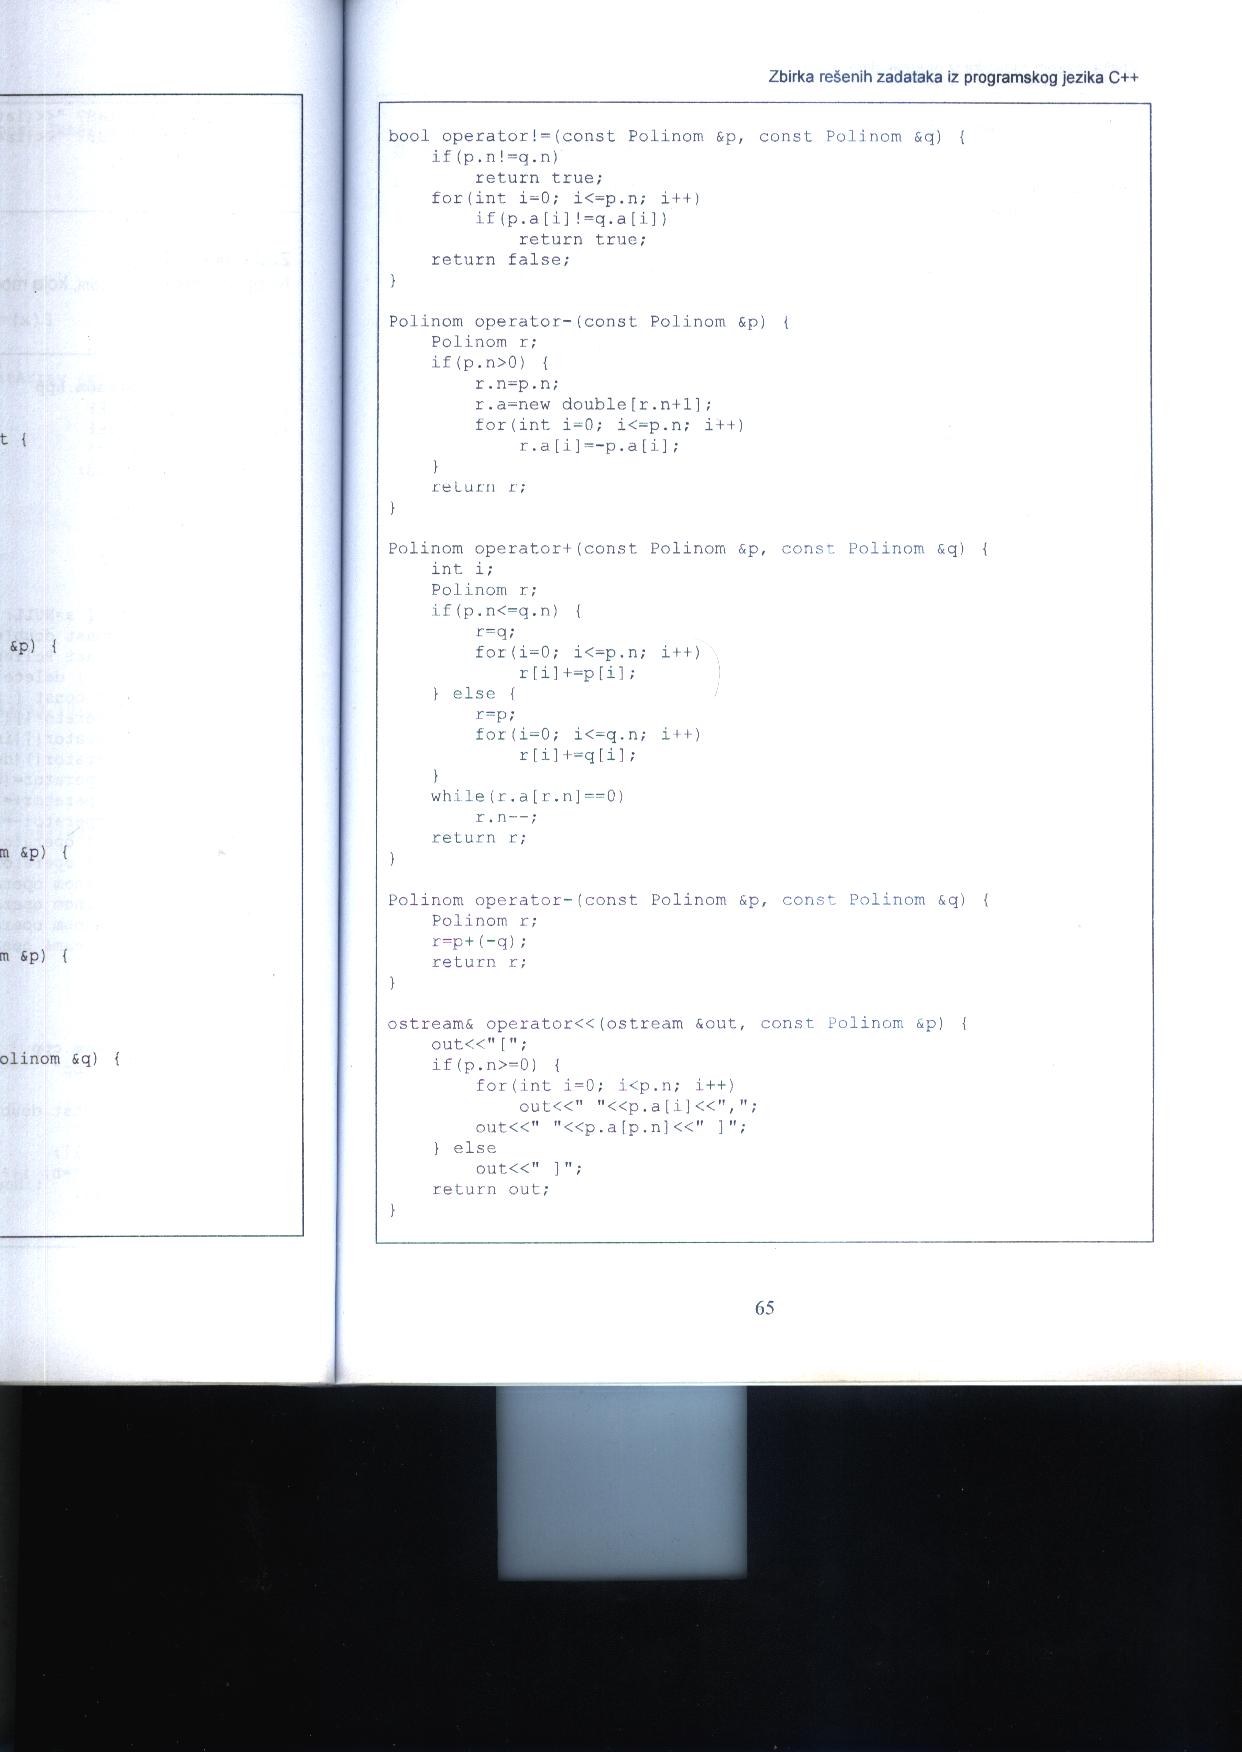 Zbirka rešenih zadataka iz programskog jezika C++
t {
&p) {
m &p) {
m &p) {
olinom &q) {
bool operator!=(const Polinom &p, const Polinom &q) {
    if(p.n!=q.n)
        return true;
    for(int i=0; i<=p.n; i++)
        if(p.a[i]!=q.a[i])
            return true;
    return false;
}
Polinom operator-(const Polinom &p) {
    Polinom r;
    if(p.n>0) {
        r.n=p.n;
        r.a=new double[r.n+1];
        for(int i=0; i<=p.n; i++)
            r.a[i]=-p.a[i];
    }
    return r;
}
Polinom operator+(const Polinom &p, const Polinom &q) {
    int i;
    Polinom r;
    if(p.n<=q.n) {
        r=q;
        for(i=0; i<=p.n; i++)
            r[i]+=p[i];
    } else {
        r=p;
        for(i=0; i<=q.n; i++)
            r[i]+=q[i];
    }
    while(r.a[r.n]==0)
        r.n--;
    return r;
}
Polinom operator-(const Polinom &p, const Polinom &q) {
    Polinom r;
    r=p+(-q);
    return r;
}
ostream& operator<<(ostream &out, const Polinom &p) {
    out<<"[";
    if(p.n>=0) {
        for(int i=0; i<p.n; i++)
            out<<" "<<p.a[i]<<",";
        out<<" "<<p.a[p.n]<<" ]";
    } else
        out<<" ]";
    return out;
}
65